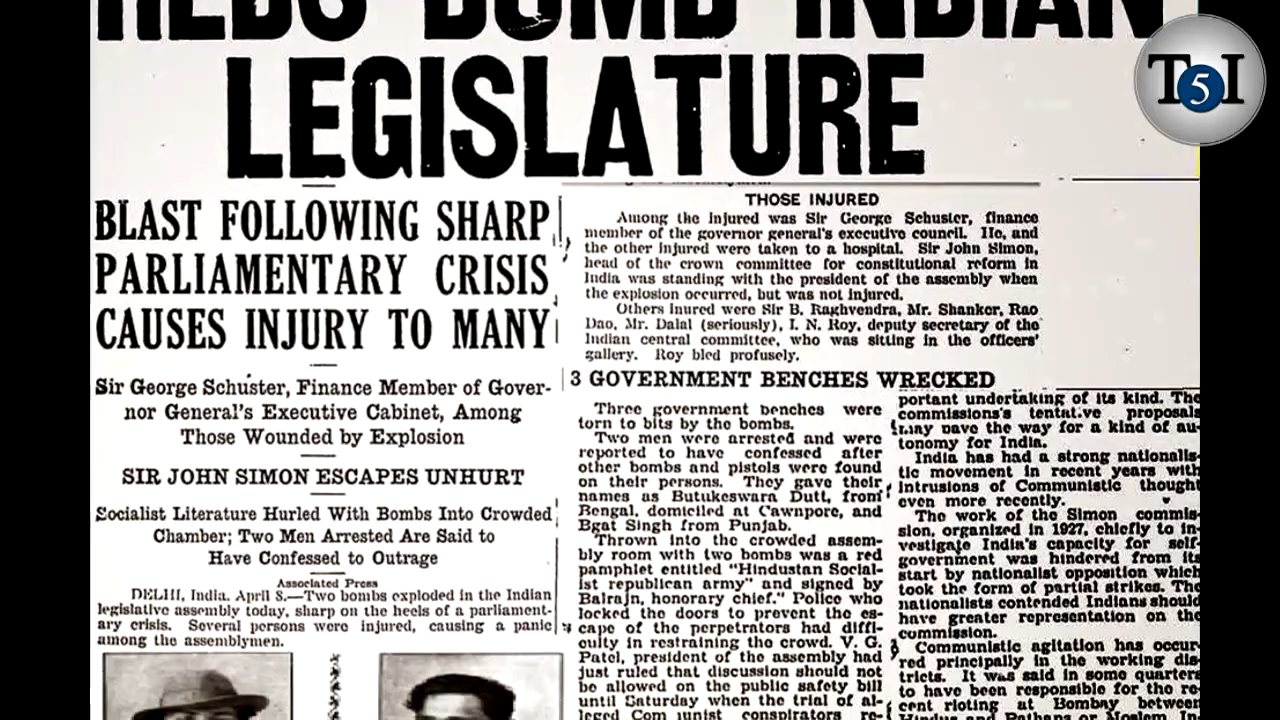 REDS BOMB INDIAN
LEGISLATURE
T5I
BLAST FOLLOWING SHARP
PARLIAMENTARY CRISIS
CAUSES INJURY TO MANY
Sir George Schuster, Finance Member of Gover-
nor General's Executive Cabinet, Among
Those Wounded by Explosion
SIR JOHN SIMON ESCAPES UNHURT
Socialist Literature Hurled With Bombs Into Crowded
Chamber; Two Men Arrested Are Said to
Have Confessed to Outrage
Associated Press
DELHI, India. April 8.—Two bombs exploded in the Indian
legislative assembly today, sharp on the heels of a parliament-
ary crisis. Several persons were injured, causing a panic
among the assemblymen.
THOSE INJURED
Among the injured was Sir George Schuster, finance
member of the governor general's executive council. He, and
the other injured were taken to a hospital. Sir John Simon,
head of the crown committee for constitutional reform in
India was standing with the president of the assembly when
the explosion occurred, but was not injured.
Others inured were Sir B. Raghvendra, Mr. Shanker, Rao
Dao, Mr. Dalal (seriously), I. N. Roy, deputy secretary of the
Indian central committee, who was sitting in the officers'
gallery. Roy bled profusely.
3 GOVERNMENT BENCHES WRECKED
Three government benches were
torn to bits by the bombs.
Two men were arrested and were
reported to have confessed after
other bombs and pistols were found
on their persons. They gave their
names as Butukeswara Dutt, from
Bengal, domiciled at Cawnpore, and
Bgat Singh from Punjab.
Thrown into the crowded assem-
bly room with two bombs was a red
pamphlet entitled "Hindustan Social-
ist republican army" and signed by
Balrajn, honorary chief." Police who
locked the doors to prevent the es-
cape of the perpetrators had diffi-
culty in restraining the crowd. V. G.
Patel, president of the assembly had
just ruled that discussion should not
be allowed on the public safety bill
until Saturday when the trial of al-
leged Com unist conspirators re-
portant undertaking of its kind. The
commissions's tentative proposals
may pave the way for a kind of au-
tonomy for India.
India has had a strong nationalis-
tic movement in recent years with
intrusions of Communistic thought
even more recently.
The work of the Simon commis-
sion, organized in 1927, chiefly to in-
vestigate India's capacity for self-
government was hindered from its
start by nationalist opposition which
took the form of partial strikes. The
nationalists contended Indians should
have greater representation on the
commission.
Communistic agitation has occur-
red principally in the working dis-
tricts. It was said in some quarters
to have been responsible for the re-
cent rioting at Bombay between
Hindus and Pathans or Moslem